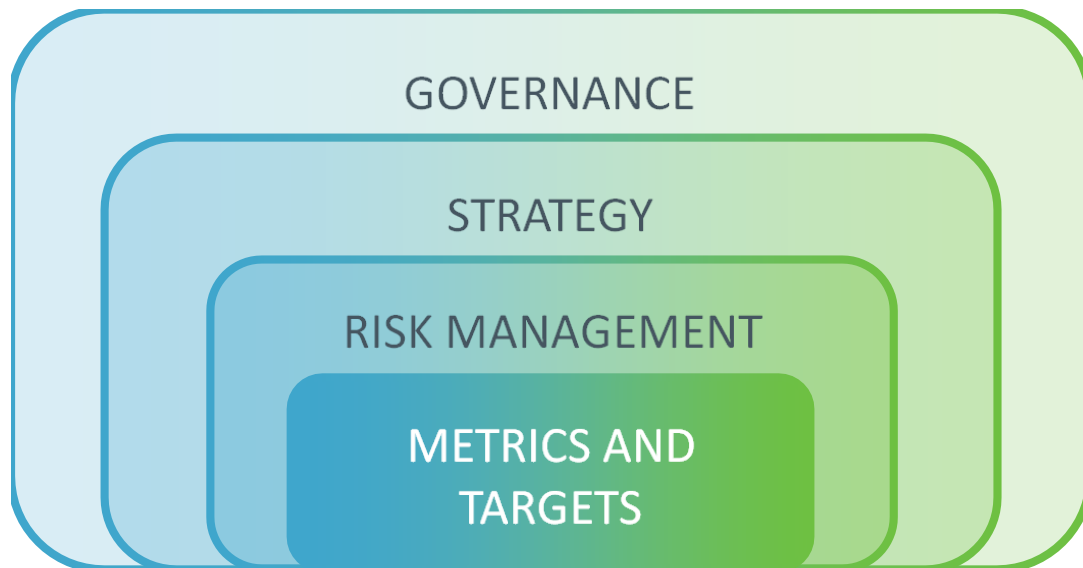 GOVERNANCE
STRATEGY
RISK MANAGEMENT
METRICS AND
TARGETS